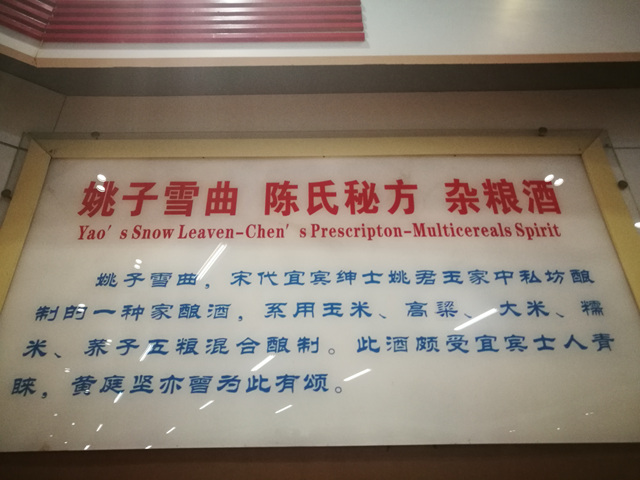 姚子雪曲 陈氏秘方 杂粮酒
Yao's Snow Leaven-Chen's Prescripton-Multicereals Spirit
姚子雪曲，宋代宜宾绅士姚君玉家中私坊酿
制的一种家酿酒，系用玉米、高粱、大米、糯
米、荞子五粮混合酿制。此酒颇受宜宾士人青
睐，黄庭坚亦曾为此有颂。